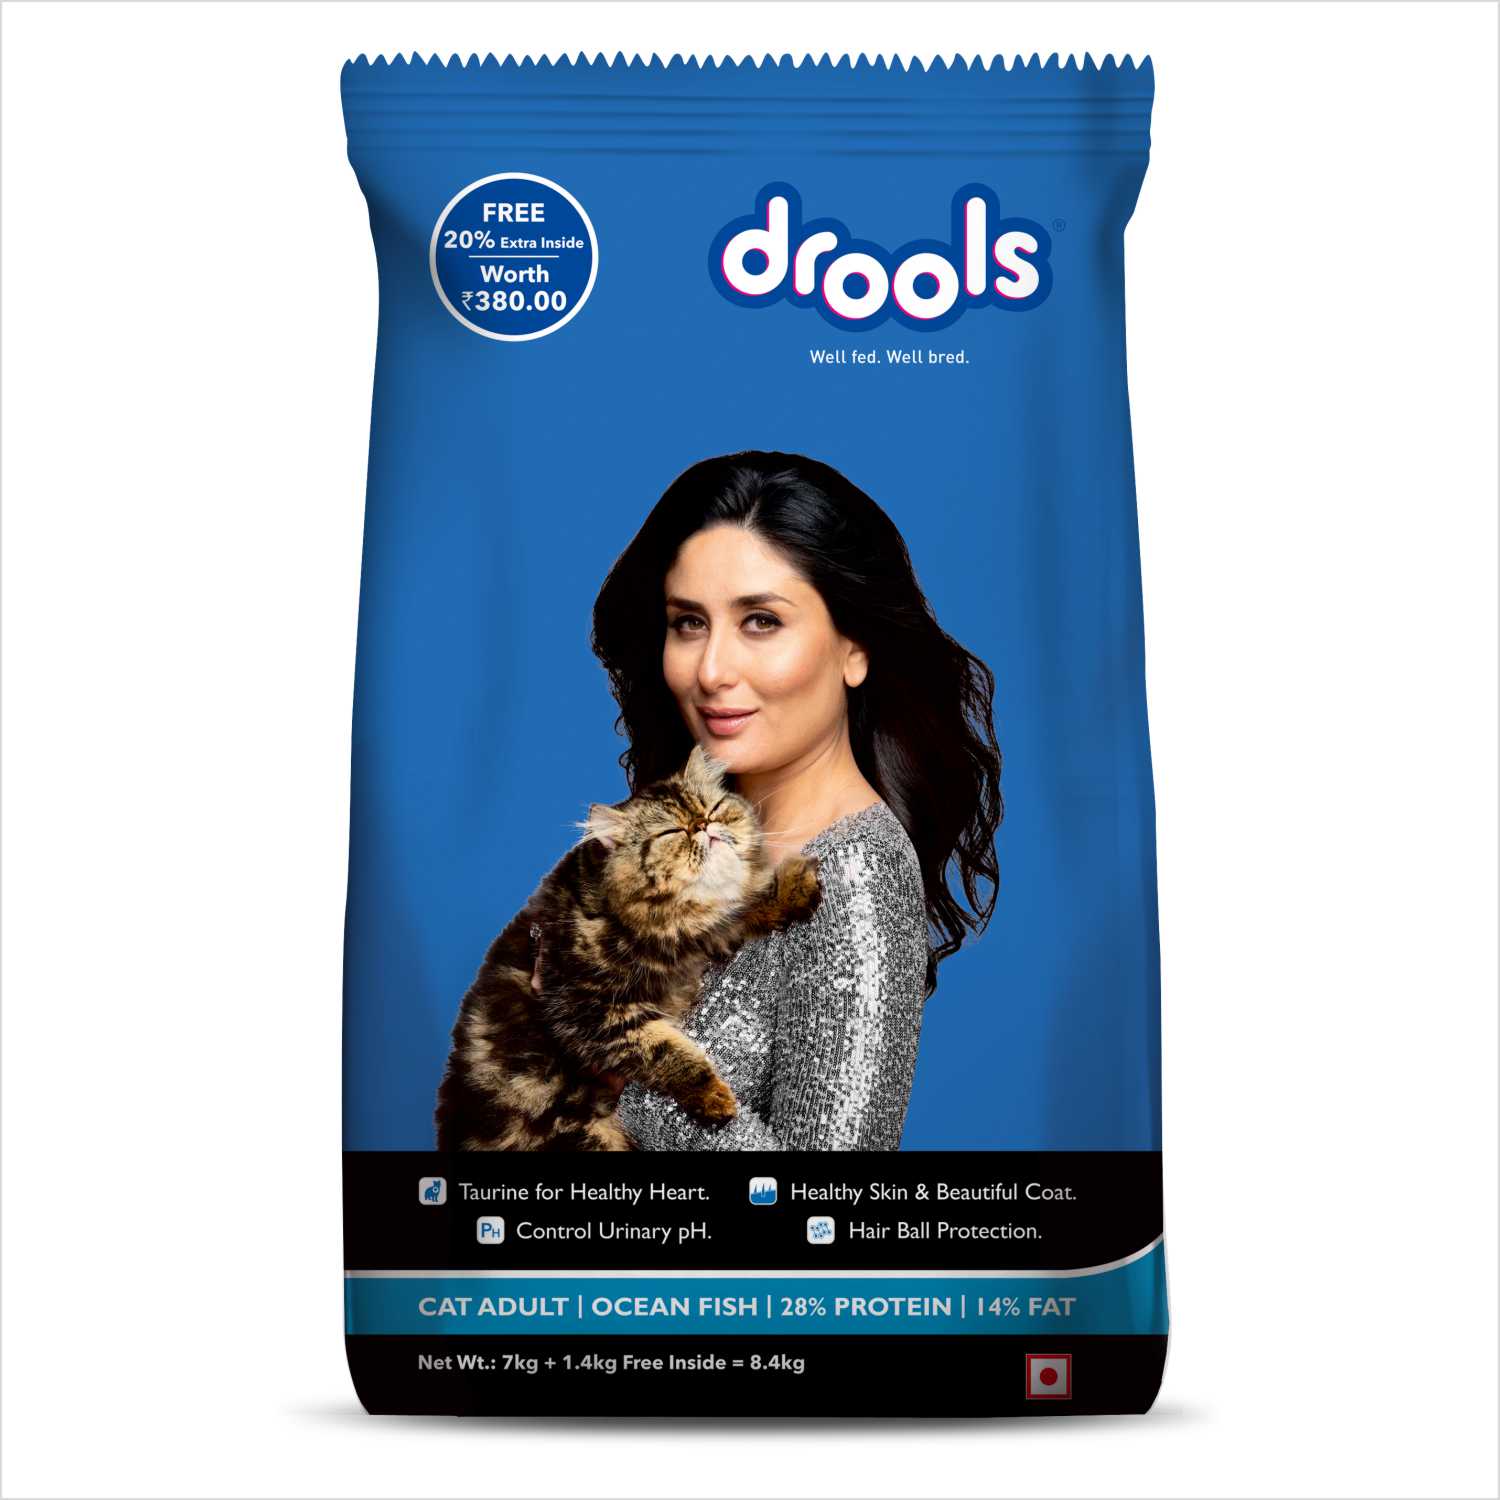 FREE
20% Extra Inside
Worth
₹380.00
drools®
Well fed. Well bred.
Taurine for Healthy Heart.
Healthy Skin & Beautiful Coat.
PH Control Urinary pH.
Hair Ball Protection.
CAT ADULT | OCEAN FISH | 28% PROTEIN | 14% FAT
Net Wt.: 7kg + 1.4kg Free Inside = 8.4kg